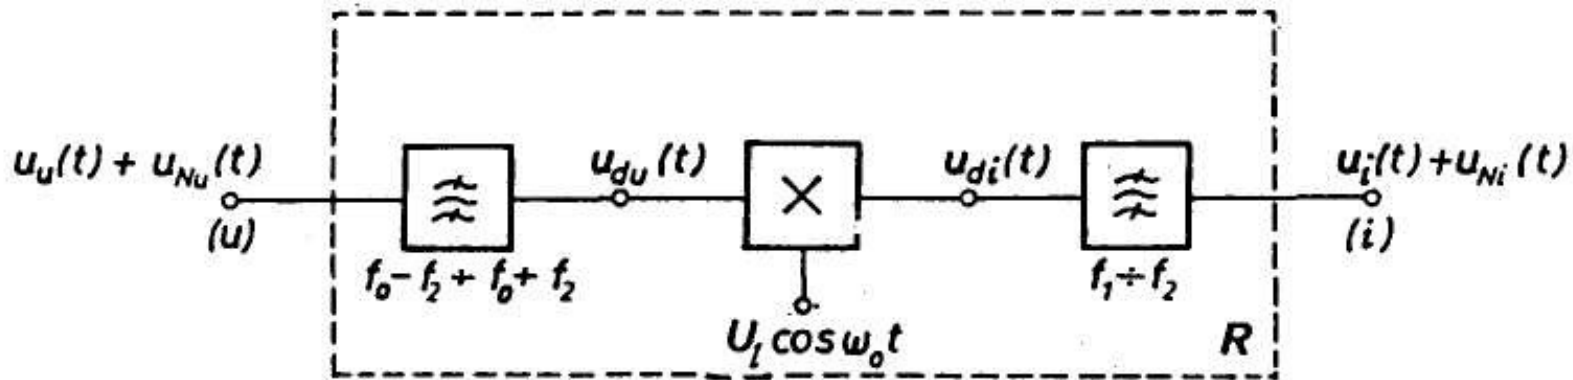 u_u(t) + u_Nu(t)
(u)
f_o - f_2 + f_o + f_2
u_du(t)
×
U_l cos ω_o t
u_di(t)
f_1 ÷ f_2
R
u_i(t) + u_Ni(t)
(i)